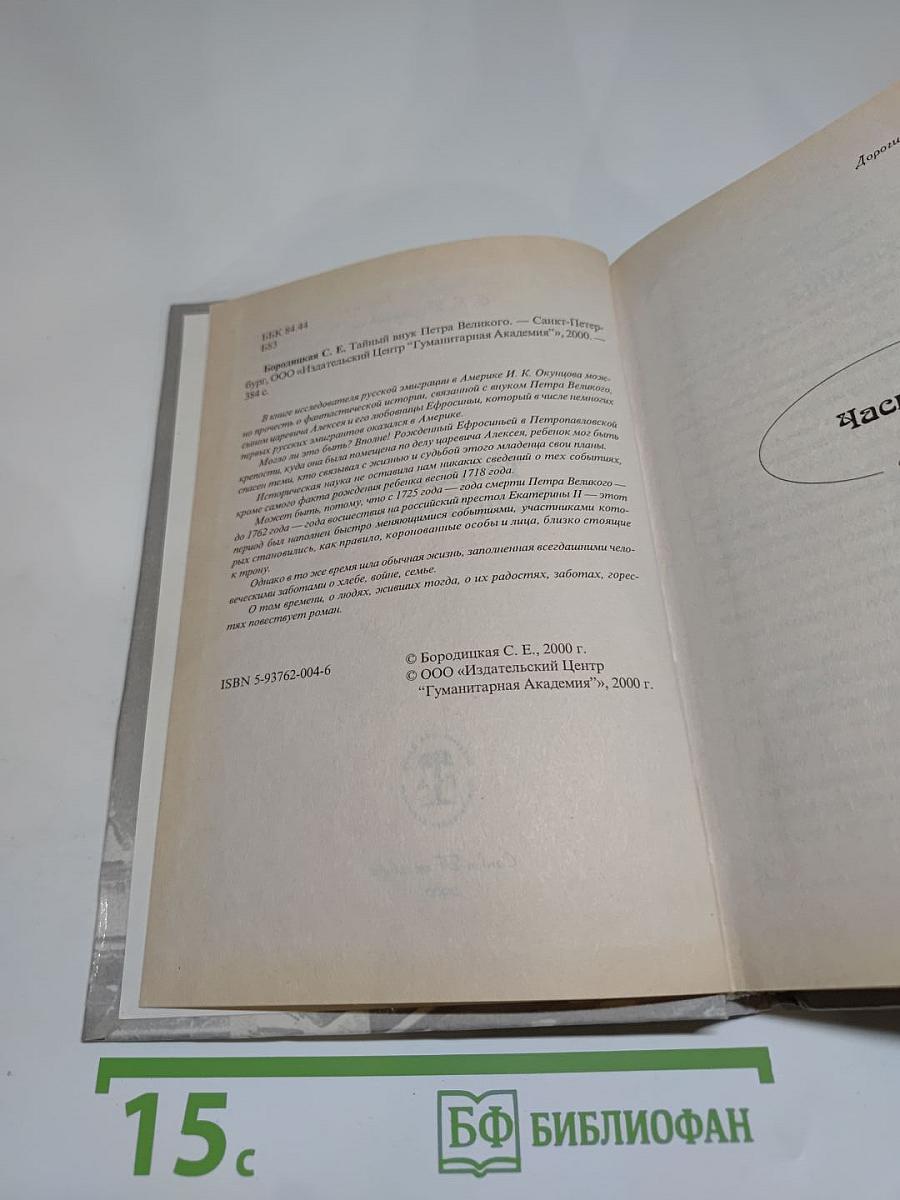 ББК 84.44
Б83
Бородицкая С. Е. Тайный внук Петра Великого. — Санкт-Петер-
бург, ООО «Издательский Центр "Гуманитарная Академия"», 2000. —
384 с.
В книге исследователя русской эмиграции в Америке И. К. Окунцова мож-
но прочесть о фантастической истории, связанной с внуком Петра Великого,
сыном царевича Алексея и его любовницы Ефросиньи, который в числе немногих
первых русских эмигрантов оказался в Америке.
Могло ли это быть? Вполне! Рожденный Ефросиньей в Петропавловской
крепости, куда она была помещена по делу царевича Алексея, ребенок мог быть
спасен теми, кто связывал с жизнью и судьбой этого младенца свои планы.
Историческая наука не оставила нам никаких сведений о тех событиях,
кроме самого факта рождения ребенка весной 1718 года.
Может быть, потому, что с 1725 года — года смерти Петра Великого —
до 1762 года — года восшествия на российский престол Екатерины II — этот
период был наполнен быстро меняющимися событиями, участниками кото-
рых становились, как правило, коронованные особы и лица, близко стоящие
к трону.
Однако в то же время шла обычная жизнь, заполненная всегдашними чело-
веческими заботами о хлебе, войне, семье.
О том времени, о людях, живших тогда, о их радостях, заботах, горес-
тях повествует роман.
ISBN 5-93762-004-6
© Бородицкая С. Е., 2000 г.
© ООО «Издательский Центр
"Гуманитарная Академия"», 2000 г.
Дороги
Час
15 с
БФ БИБЛИОФАН